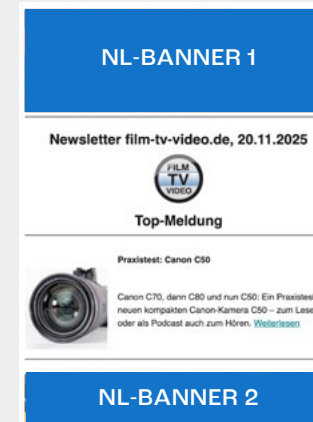 NL-BANNER 1
Newsletter film-tv-video.de, 20.11.2025
FILM
TV
VIDEO
Top-Meldung
Praxistest: Canon C50
Canon C70, dann C80 und nun C50: Ein Praxistest
neuen kompakten Canon-Kamera C50 – zum Lese
oder als Podcast auch zum Hören. Weiterlesen
NL-BANNER 2